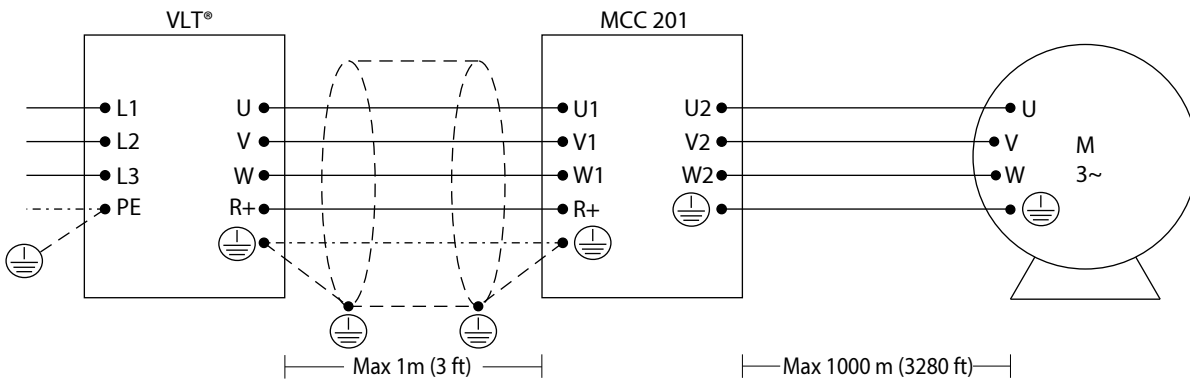 VLT®
MCC 201
L1 U U1 U2 U
L2 V V1 V2 V M
L3 W W1 W2 W 3~
PE R+ R+
Max 1m (3 ft)
Max 1000 m (3280 ft)